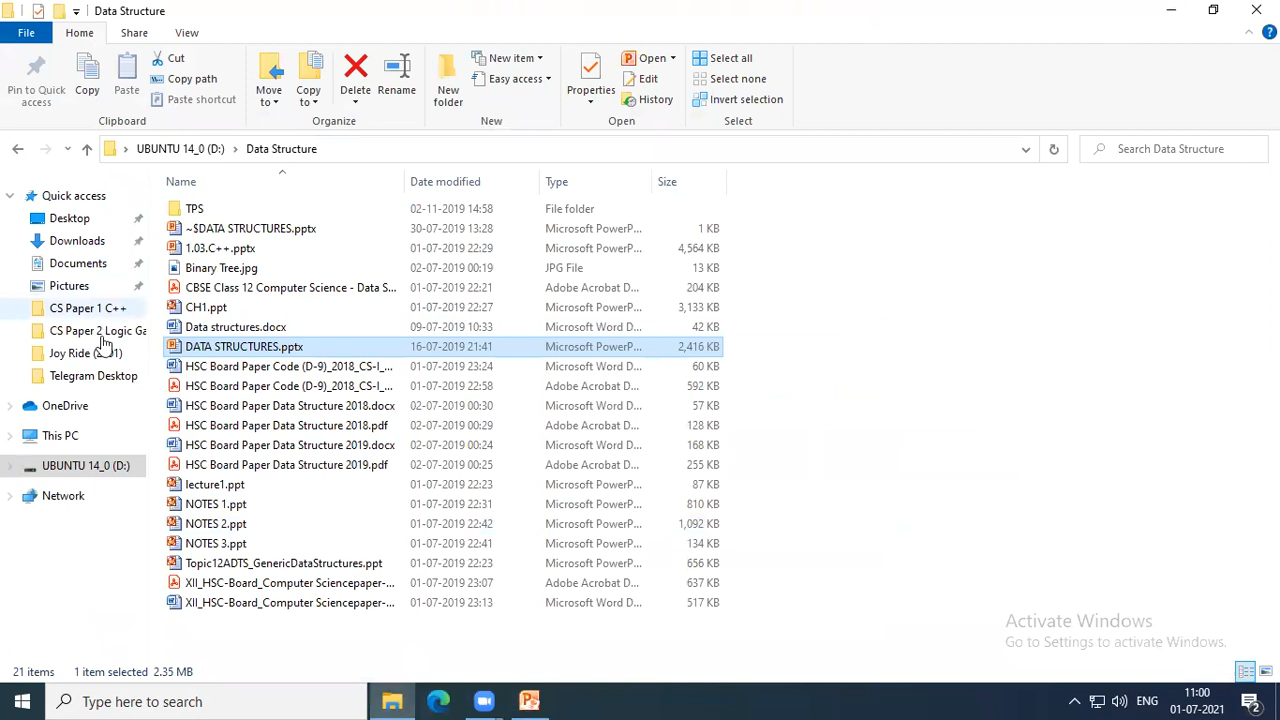 Data Structure
File Home Share View
Pin to Quick access
Copy
Paste
Cut
Copy path
Paste shortcut
Clipboard
Move to
Copy to
Delete
Rename
Organize
New folder
New item
Easy access
New
Properties
Open
Edit
History
Open
Select all
Select none
Invert selection
Select
UBUNTU 14_0 (D:) Data Structure
Search Data Structure
Name Date modified Type Size
Quick access
Desktop
Downloads
Documents
Pictures
CS Paper 1 C++
CS Paper 2 Logic Ga
Joy Ride
Telegram Desktop
OneDrive
This PC
UBUNTU 14_0 (D:)
Network
TPS 02-11-2019 14:58 File folder
~$DATA STRUCTURES.pptx 30-07-2019 13:28 Microsoft PowerP... 1 KB
1.03.C++.pptx 01-07-2019 22:29 Microsoft PowerP... 4,564 KB
Binary Tree.jpg 02-07-2019 00:19 JPG File 13 KB
CBSE Class 12 Computer Science - Data S... 01-07-2019 22:21 Adobe Acrobat D... 204 KB
CH1.ppt 01-07-2019 22:27 Microsoft PowerP... 3,133 KB
Data structures.docx 09-07-2019 10:33 Microsoft Word D... 42 KB
DATA STRUCTURES.pptx 16-07-2019 21:41 Microsoft PowerP... 2,416 KB
HSC Board Paper Code (D-9)_2018_CS-I_... 01-07-2019 23:24 Microsoft Word D... 60 KB
HSC Board Paper Code (D-9)_2018_CS-I_... 01-07-2019 22:58 Adobe Acrobat D... 592 KB
HSC Board Paper Data Structure 2018.docx 02-07-2019 00:30 Microsoft Word D... 57 KB
HSC Board Paper Data Structure 2018.pdf 02-07-2019 00:29 Adobe Acrobat D... 128 KB
HSC Board Paper Data Structure 2019.docx 02-07-2019 00:24 Microsoft Word D... 168 KB
HSC Board Paper Data Structure 2019.pdf 02-07-2019 00:25 Adobe Acrobat D... 255 KB
lecture1.ppt 01-07-2019 22:23 Microsoft PowerP... 87 KB
NOTES 1.ppt 01-07-2019 22:31 Microsoft PowerP... 810 KB
NOTES 2.ppt 01-07-2019 22:42 Microsoft PowerP... 1,092 KB
NOTES 3.ppt 01-07-2019 22:41 Microsoft PowerP... 134 KB
Topic12ADTS_GenericDataStructures.ppt 01-07-2019 22:23 Microsoft PowerP... 656 KB
XII_HSC-Board_Computer Sciencepaper-... 01-07-2019 23:07 Adobe Acrobat D... 637 KB
XII_HSC-Board_Computer Sciencepaper-... 01-07-2019 23:13 Microsoft Word D... 517 KB
Activate Windows
Go to Settings to activate Windows.
21 items 1 item selected 2.35 MB
Type here to search
ENG
11:00
01-07-2021
2